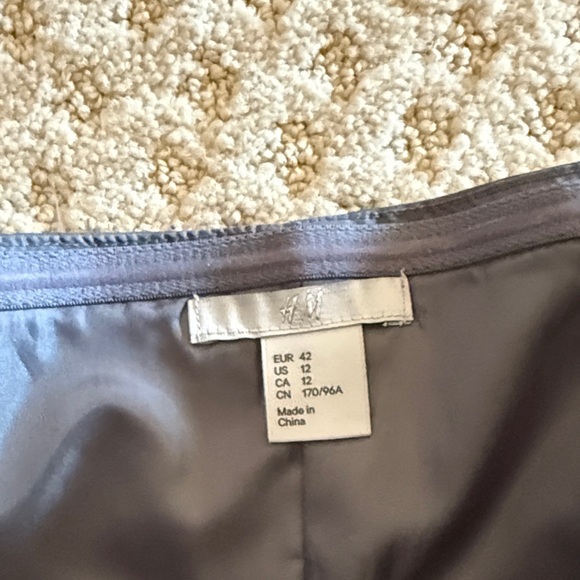 H&M
EUR 42
US 12
CA 12
CN 170/96A
Made in
China